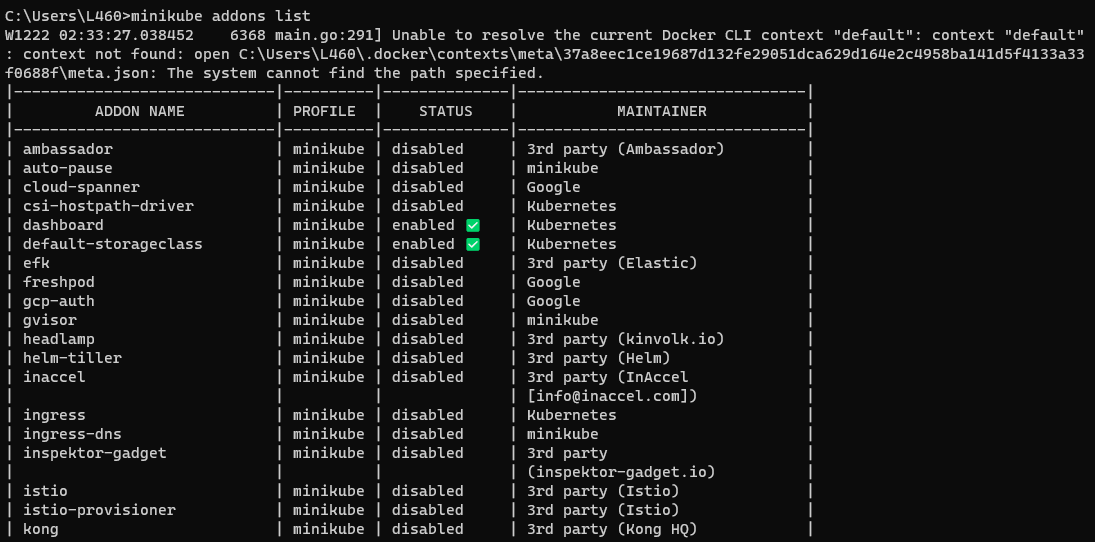 C:\Users\L460>minikube addons list
W1222 02:33:27.038452    6368 main.go:291] Unable to resolve the current Docker CLI context "default": context "default"
: context not found: open C:\Users\L460\.docker\contexts\meta\37a8eec1ce19687d132fe29051dca629d164e2c4958ba141d5f4133a33
f0688f\meta.json: The system cannot find the path specified.
|-----------------------------|----------|--------------|--------------------------------|
|         ADDON NAME          | PROFILE  |    STATUS    |           MAINTAINER           |
|-----------------------------|----------|--------------|--------------------------------|
| ambassador                  | minikube | disabled     | 3rd party (Ambassador)         |
| auto-pause                  | minikube | disabled     | minikube                       |
| cloud-spanner               | minikube | disabled     | Google                         |
| csi-hostpath-driver         | minikube | disabled     | Kubernetes                     |
| dashboard                   | minikube | enabled ✅   | Kubernetes                     |
| default-storageclass        | minikube | enabled ✅   | Kubernetes                     |
| efk                         | minikube | disabled     | 3rd party (Elastic)            |
| freshpod                    | minikube | disabled     | Google                         |
| gcp-auth                    | minikube | disabled     | Google                         |
| gvisor                      | minikube | disabled     | minikube                       |
| headlamp                    | minikube | disabled     | 3rd party (kinvolk.io)         |
| helm-tiller                 | minikube | disabled     | 3rd party (Helm)               |
| inaccel                     | minikube | disabled     | 3rd party (InAccel             |
|                             |          |              | [info@inaccel.com])            |
| ingress                     | minikube | disabled     | Kubernetes                     |
| ingress-dns                 | minikube | disabled     | minikube                       |
| inspektor-gadget            | minikube | disabled     | 3rd party                      |
|                             |          |              | (inspektor-gadget.io)          |
| istio                       | minikube | disabled     | 3rd party (Istio)              |
| istio-provisioner           | minikube | disabled     | 3rd party (Istio)              |
| kong                        | minikube | disabled     | 3rd party (Kong HQ)            |